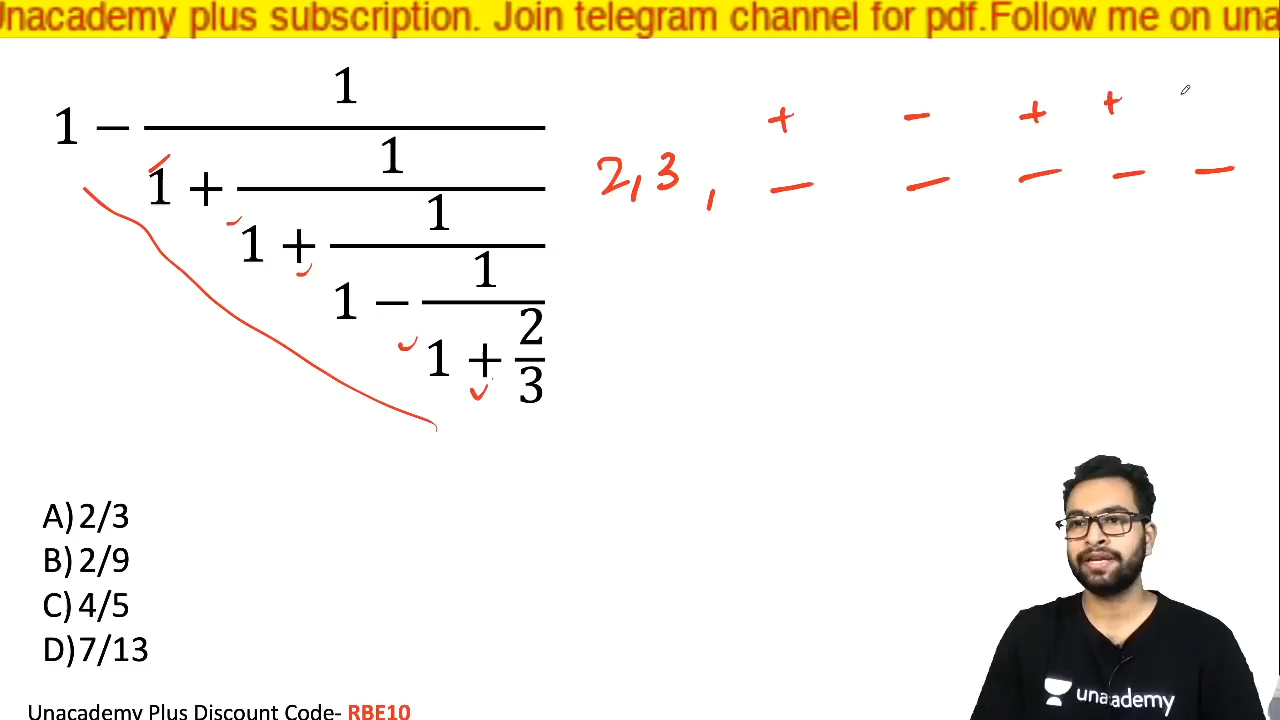 Unacademy plus subscription. Join telegram channel for pdf.Follow me on una
1
1 −
1
1 +
1
1 +
1
1 −
2
1 +
3
+ − + +
2, 3 , — — — — —
A) 2/3
B) 2/9
C) 4/5
D) 7/13
unacademy
Unacademy Plus Discount Code- RBE10